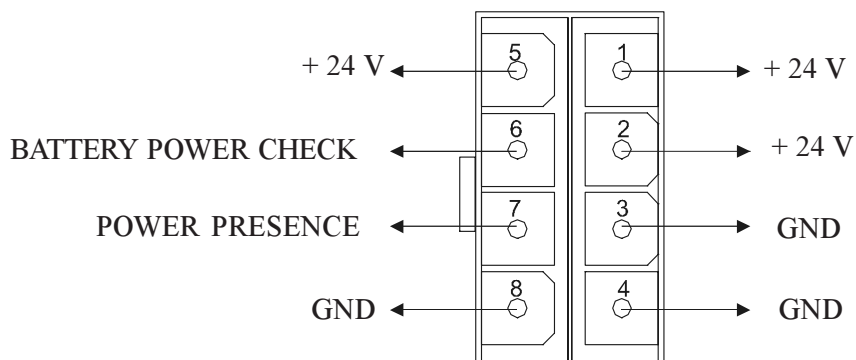 + 24 V 5 1 + 24 V
BATTERY POWER CHECK 6 2 + 24 V
POWER PRESENCE 7 3 GND
GND 8 4 GND